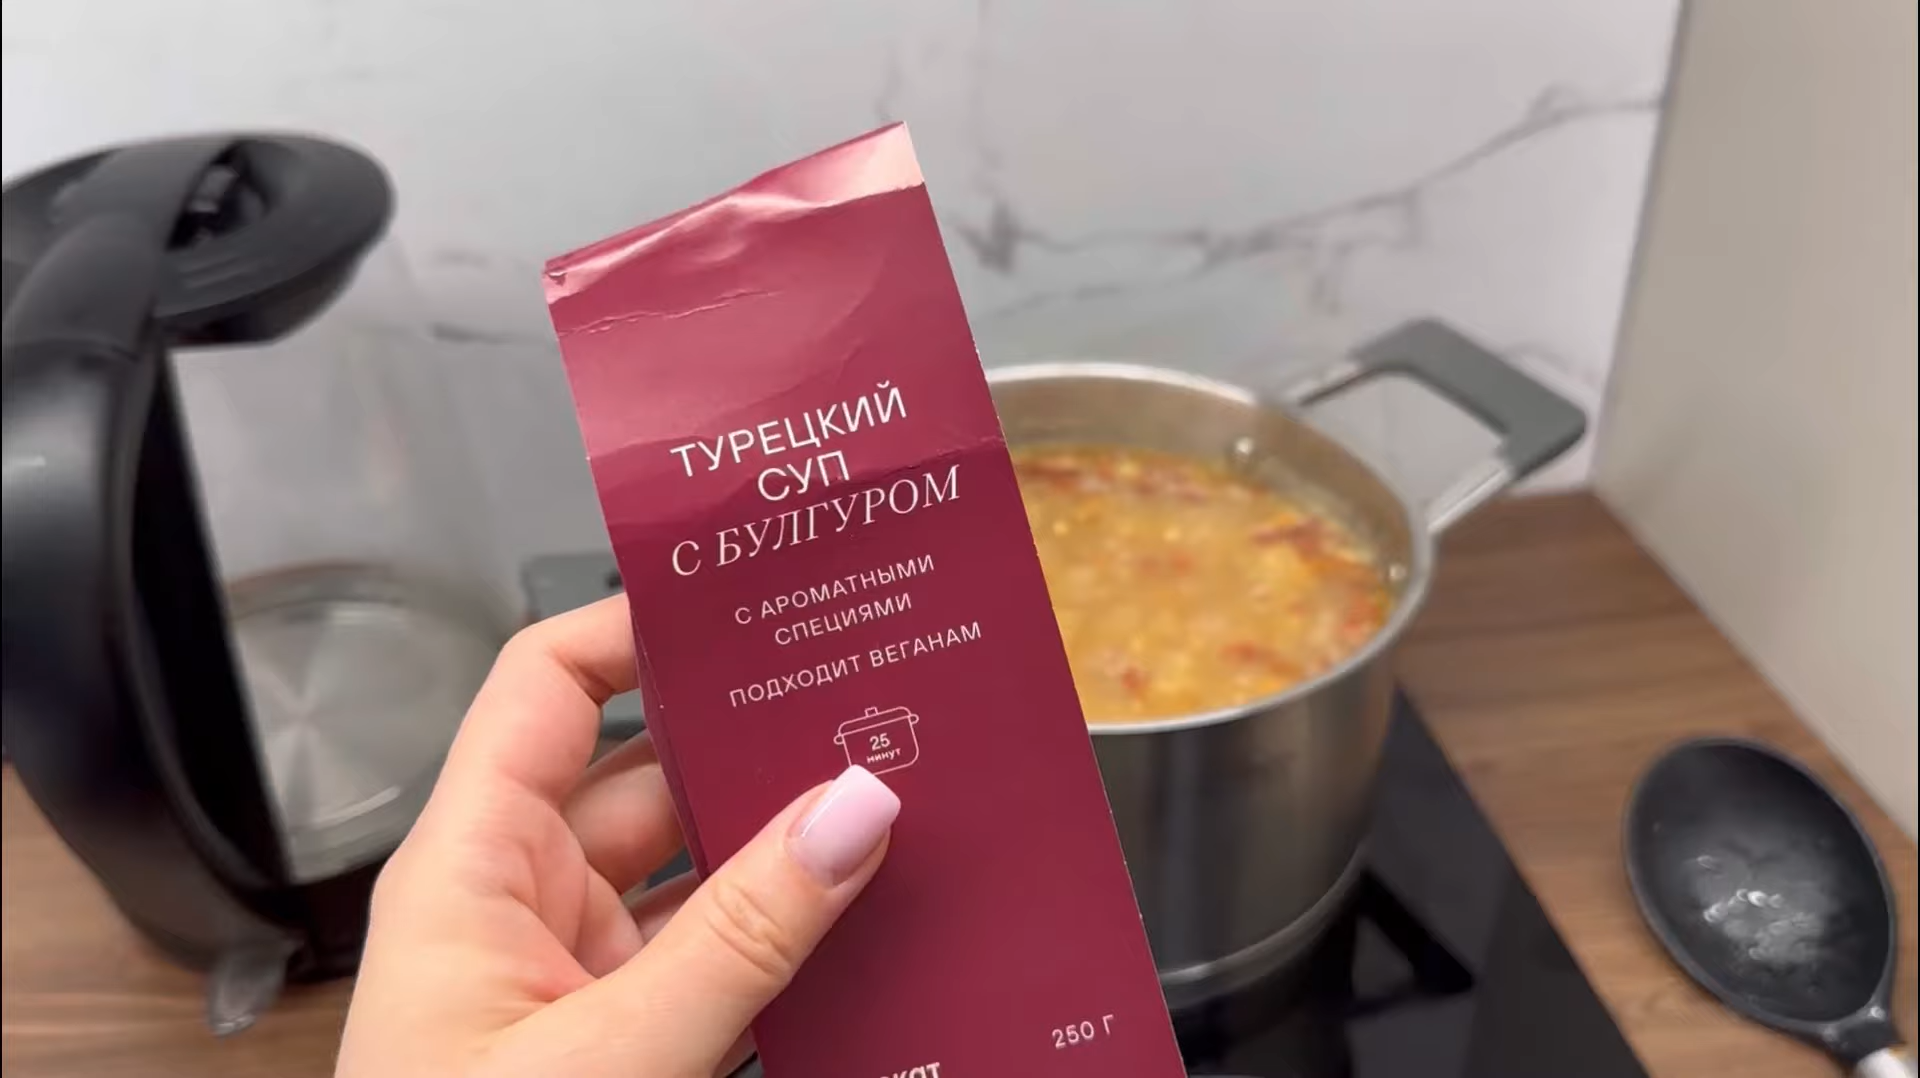 ТУРЕЦКИЙ
СУП
С БУЛГУРОМ
С АРОМАТНЫМИ
СПЕЦИЯМИ
ПОДХОДИТ ВЕГАНАМ
25
минут
250 Г